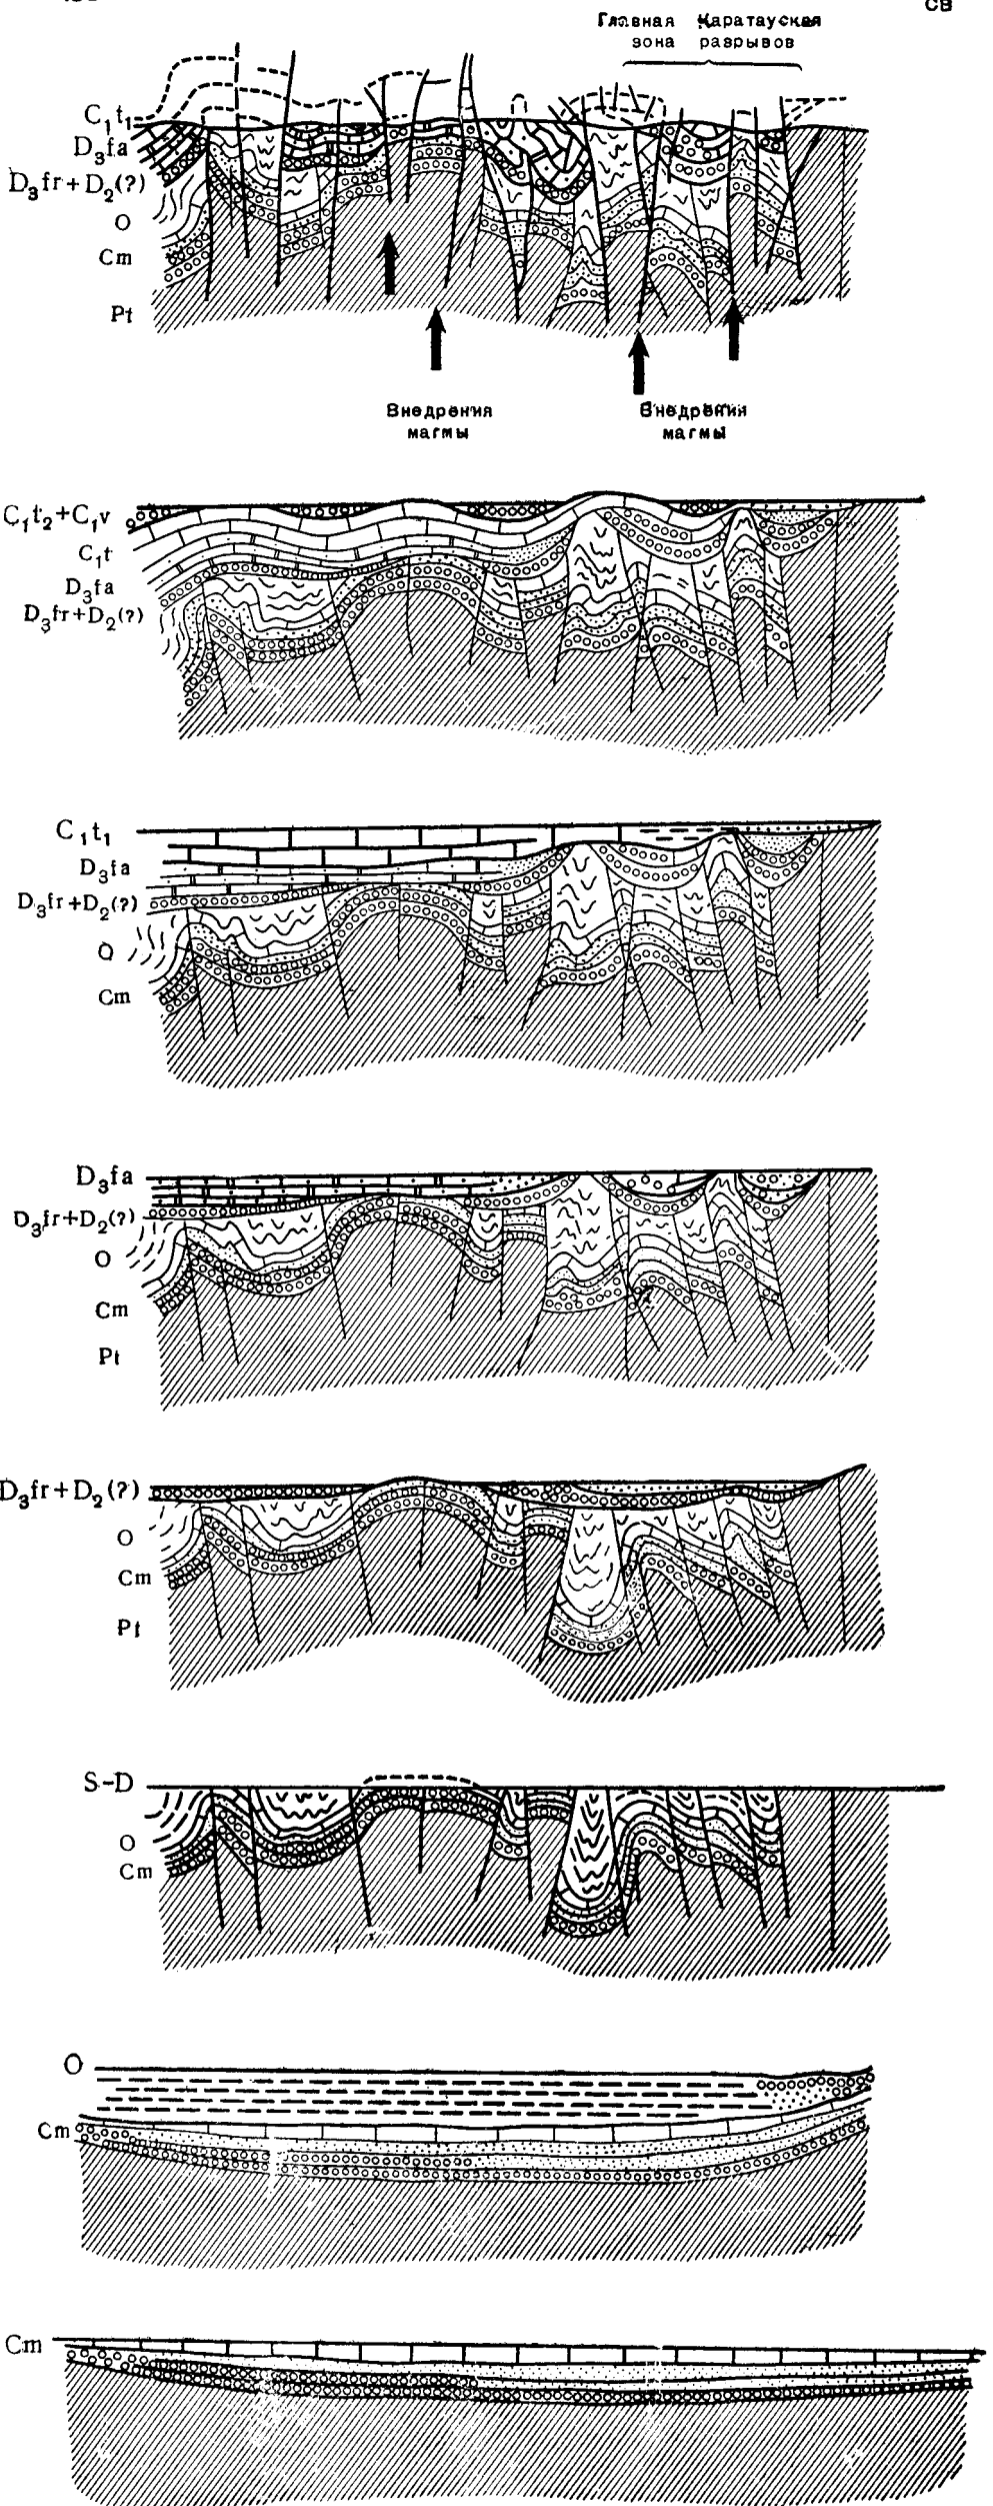 СВ
Главная Каратауская
зона разрывов
C₁t₁
D₃fa
D₃fr+D₂(?)
O
Cm
Pt
Внедрения
магмы
Внедрения
магмы
C₁t₂+C₁v
C₁t
D₃fa
D₃fr+D₂(?)
C₁t₁
D₃fa
D₃fr+D₂(?)
O
Cm
D₃fa
D₃fr+D₂(?)
O
Cm
Pt
D₃fr+D₂(?)
O
Cm
Pt
S-D
O
Cm
O
Cm
Cm